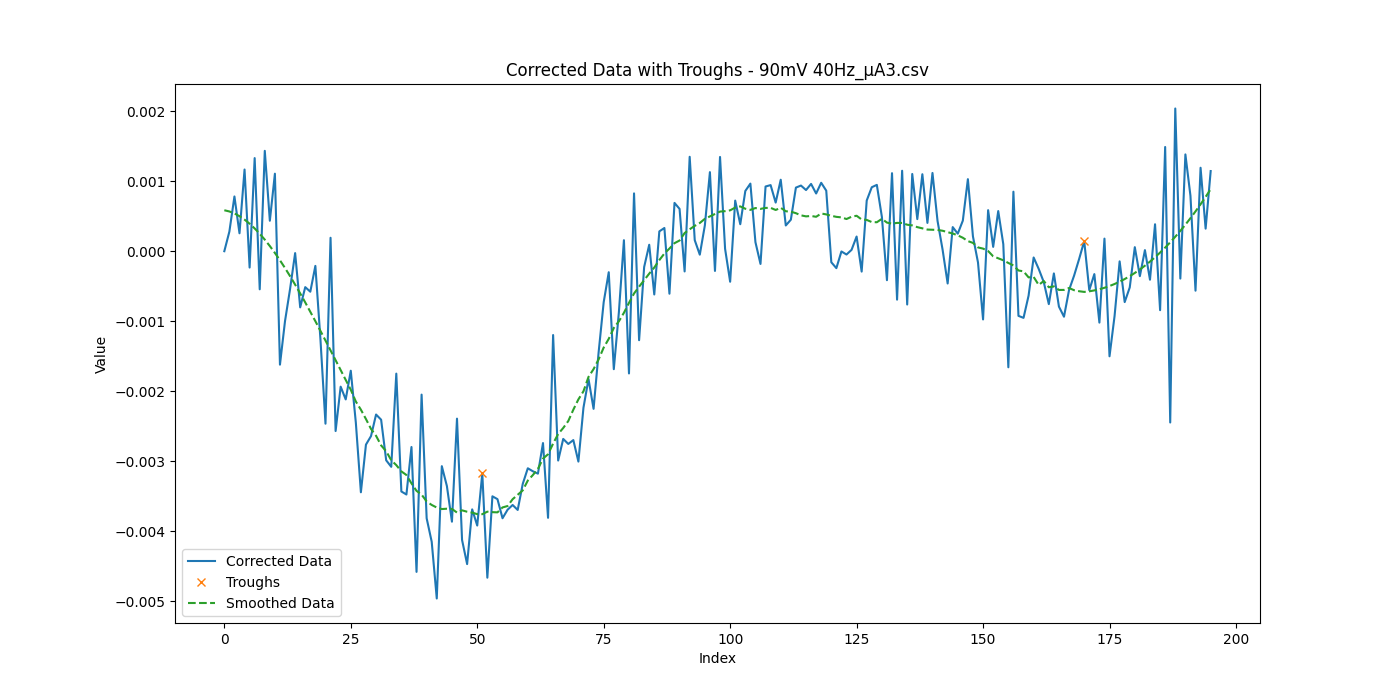 Corrected Data with Troughs - 90mV 40Hz_μA3.csv
0.002
0.001
0.000
−0.001
−0.002
−0.003
−0.004
−0.005
Value
Corrected Data
Troughs
Smoothed Data
0 25 50 75 100 125 150 175 200
Index